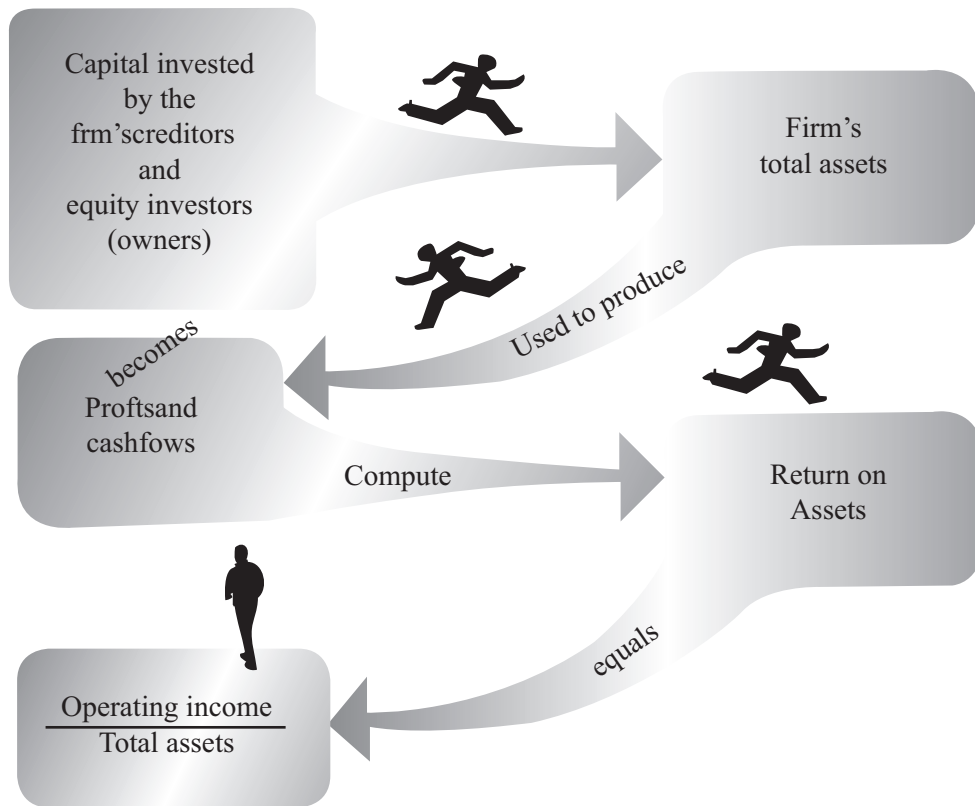 Capital invested
by the
frm'screditors
and
equity investors
(owners)
Firm's
total assets
Used to produce
becomes
Proftsand
cashfows
Compute
Return on
Assets
equals
Operating income
Total assets